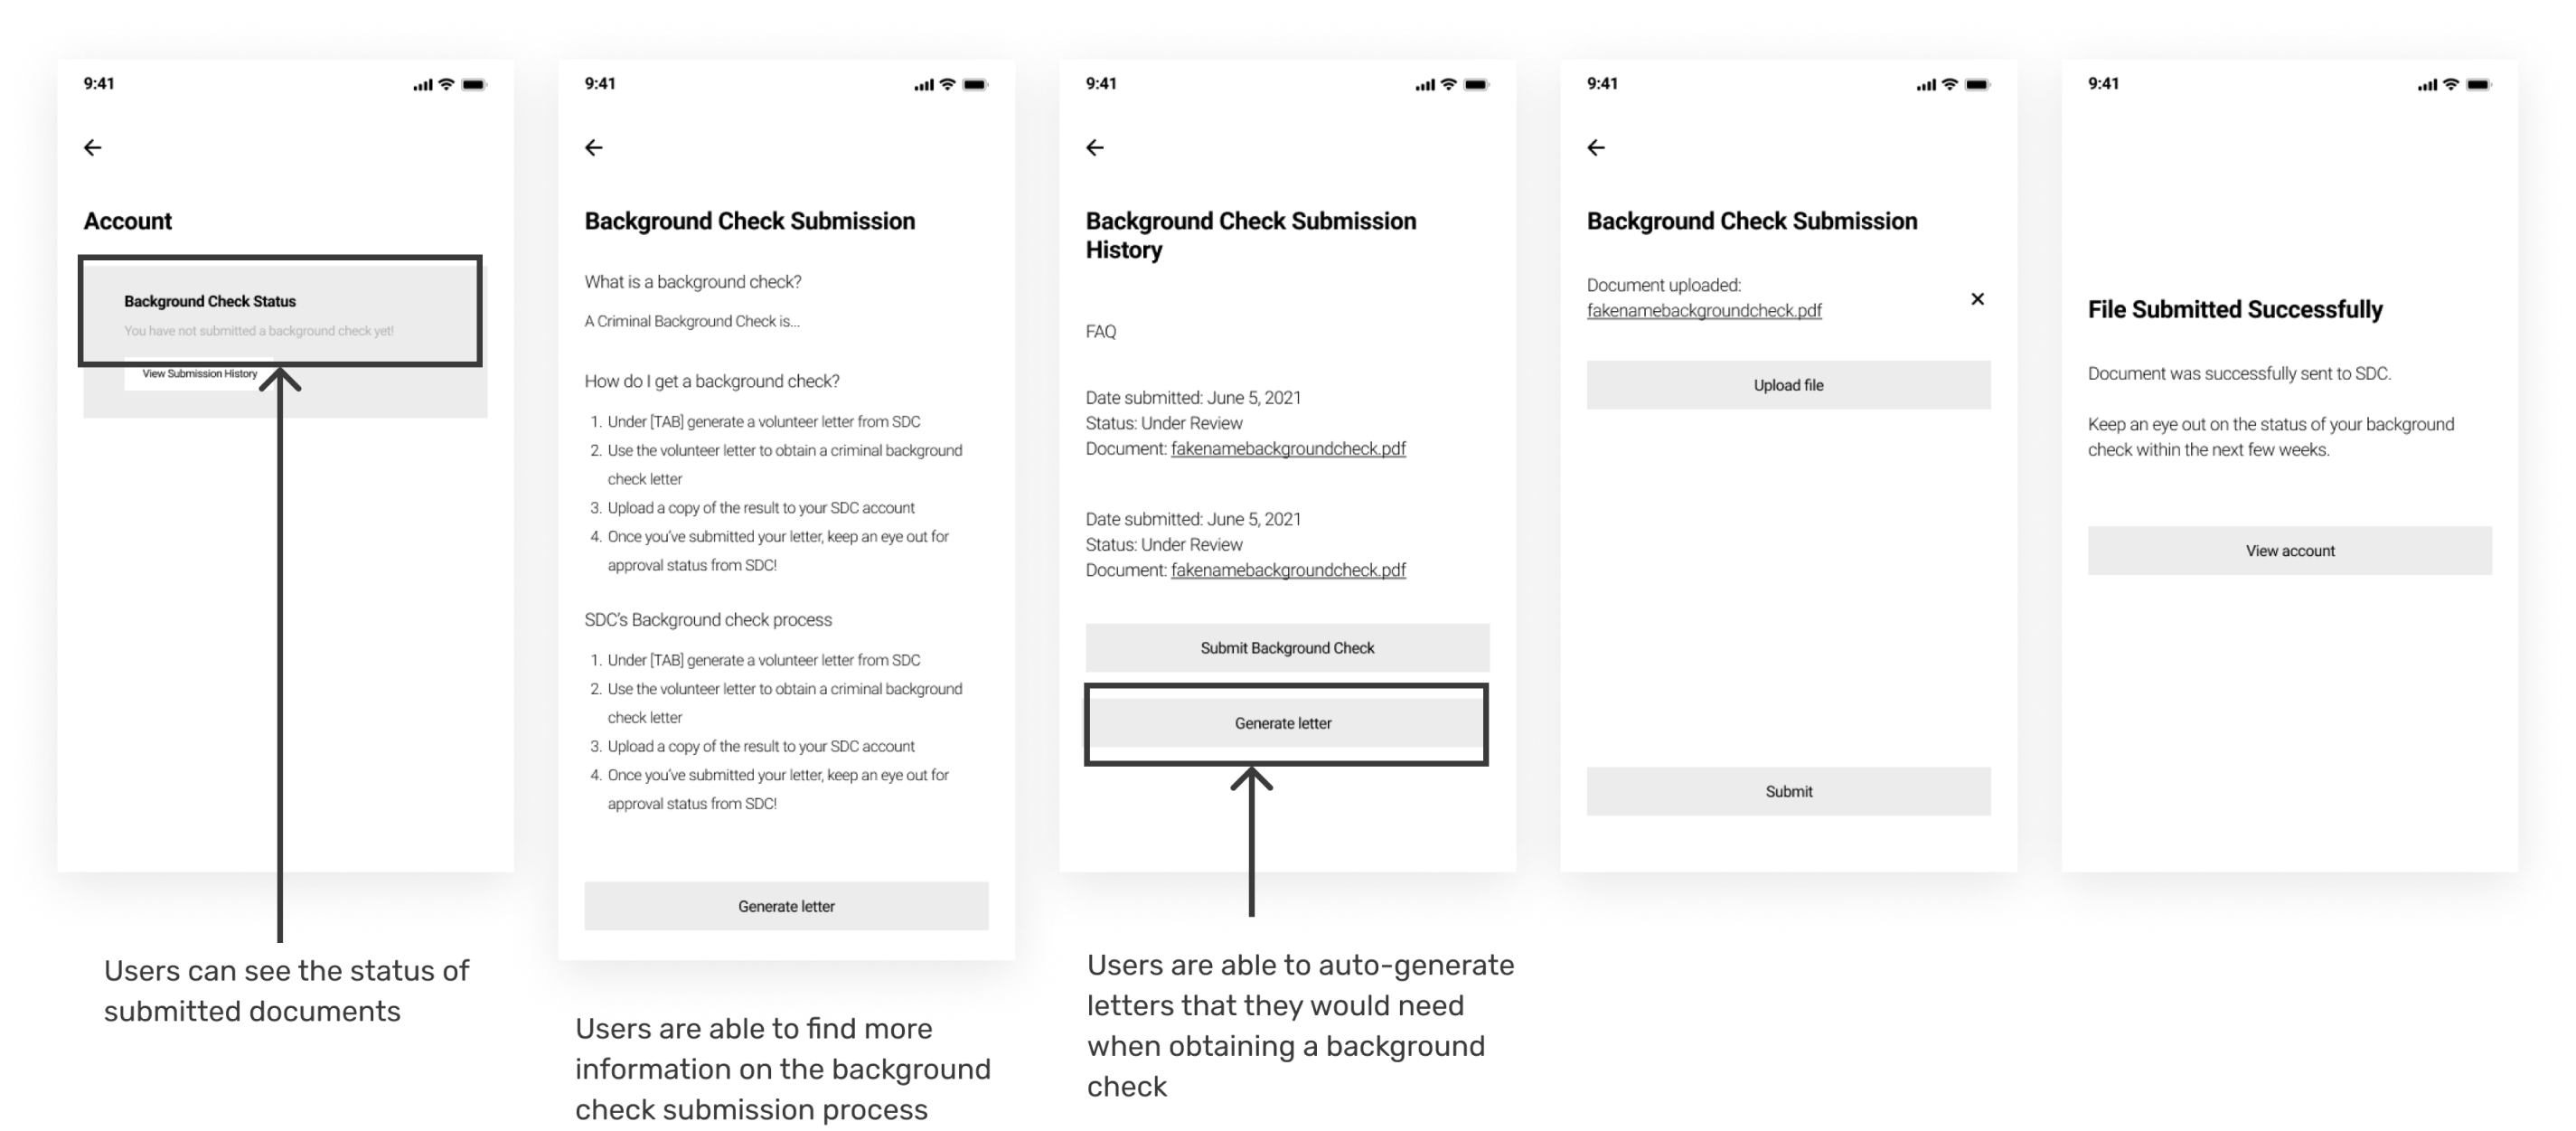 9:41
Account
Background Check Status
You have not submitted a background check yet!
View Submission History
Users can see the status of
submitted documents
9:41
Background Check Submission
What is a background check?
A Criminal Background Check is...
How do I get a background check?
1. Under [TAB] generate a volunteer letter from SDC
2. Use the volunteer letter to obtain a criminal background
check letter
3. Upload a copy of the result to your SDC account
4. Once you've submitted your letter, keep an eye out for
approval status from SDC!
SDC's Background check process
1. Under [TAB] generate a volunteer letter from SDC
2. Use the volunteer letter to obtain a criminal background
check letter
3. Upload a copy of the result to your SDC account
4. Once you've submitted your letter, keep an eye out for
approval status from SDC!
Generate letter
Users are able to find more
information on the background
check submission process
9:41
Background Check Submission
History
FAQ
Date submitted: June 5, 2021
Status: Under Review
Document: fakenamebackgroundcheck.pdf
Date submitted: June 5, 2021
Status: Under Review
Document: fakenamebackgroundcheck.pdf
Submit Background Check
Generate letter
Users are able to auto-generate
letters that they would need
when obtaining a background
check
9:41
Background Check Submission
Document uploaded:
fakenamebackgroundcheck.pdf
Upload file
Submit
9:41
File Submitted Successfully
Document was successfully sent to SDC.
Keep an eye out on the status of your background
check within the next few weeks.
View account